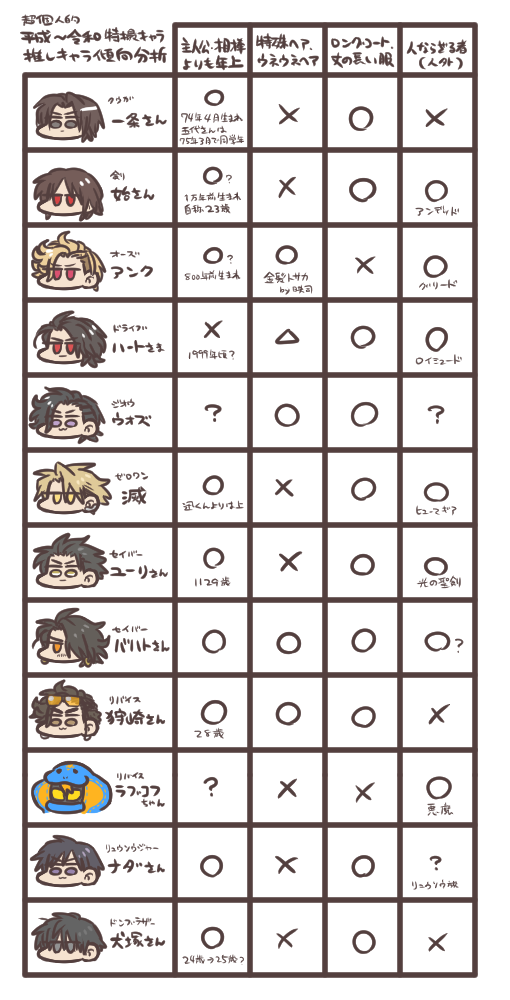 超個人的
平成～令和 特撮キャラ
推しキャラ傾向分析
主人公・相棒
よりも年上
特殊ヘア、
ウネウネヘア
ロングコート、
丈の長い服
人ならざる者
(人外)
クウガ
一条さん
○
74年4月生まれ
五代さんは
75年3月で同学年
×
○
×
剣
始さん
○?
1万年前生まれ
自称23歳
×
○
○
アンデッド
オーズ
アンク
○?
800年前生まれ
○
金髪トサカ
by映司
×
○
グリード
ドライブ
ハートさま
×
1999年頃?
△
○
○
ロイミュード
ジオウ
ウォズ
?
○
○
?
ゼロワン
滅
○
迅くんよりは上
×
○
○
ヒューマギア
セイバー
ユーリさん
○
1129歳
×
○
○
光の聖剣
セイバー
バハトさん
○
○
○
○?
リバイス
狩崎さん
○
28歳
○
○
×
リバイス
ラブコフ
ちゃん
?
×
×
○
悪魔
リュウソウジャー
ナダさん
○
×
○
?
リュウソウ族
ドンブラザーズ
犬塚さん
○
24歳→25歳?
×
○
×